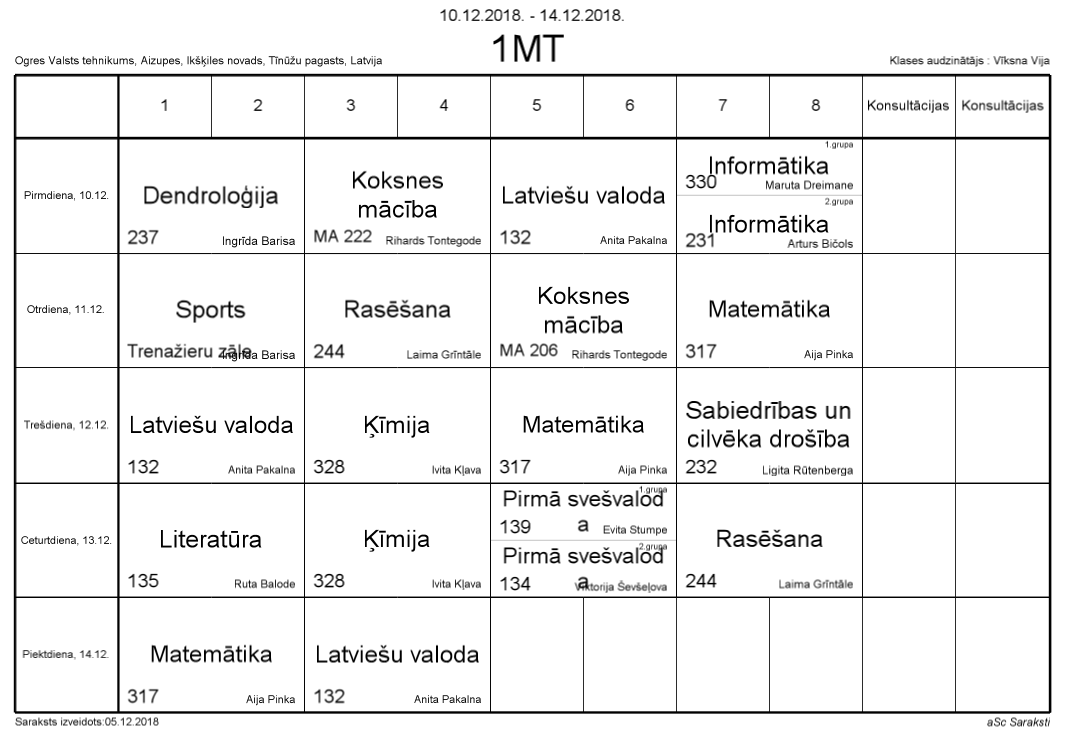 10.12.2018. - 14.12.2018.
1MT
Ogres Valsts tehnikums, Aizupes, Ikšķiles novads, Tīnūžu pagasts, Latvija
Klases audzinātājs : Vīksna Vija
1 2 3 4 5 6 7 8 Konsultācijas Konsultācijas
Pirmdiena, 10.12.
Dendroloģija
237 Ingrīda Barisa
Koksnes
mācība
MA 222 Rihards Tontegode
Latviešu valoda
132 Anita Pakalna
1.grupa
Informātika
330 Maruta Dreimane
2.grupa
Informātika
231 Arturs Bičols
Otrdiena, 11.12.
Sports
Trenažieru zāle Ingrīda Barisa
Rasēšana
244 Laima Grīntāle
Koksnes
mācība
MA 206 Rihards Tontegode
Matemātika
317 Aija Pinka
Trešdiena, 12.12.
Latviešu valoda
132 Anita Pakalna
Ķīmija
328 Ivita Kļava
Matemātika
317 Aija Pinka
Sabiedrības un
cilvēka drošība
232 Ligita Rūtenberga
Ceturtdiena, 13.12.
Literatūra
135 Ruta Balode
Ķīmija
328 Ivita Kļava
1.grupa
Pirmā svešvalod
a
139 Evita Stumpe
2.grupa
Pirmā svešvalod
a
134 Viktorija Ševšeļova
Rasēšana
244 Laima Grīntāle
Piektdiena, 14.12.
Matemātika
317 Aija Pinka
Latviešu valoda
132 Anita Pakalna
Saraksts izveidots:05.12.2018
aSc Saraksti